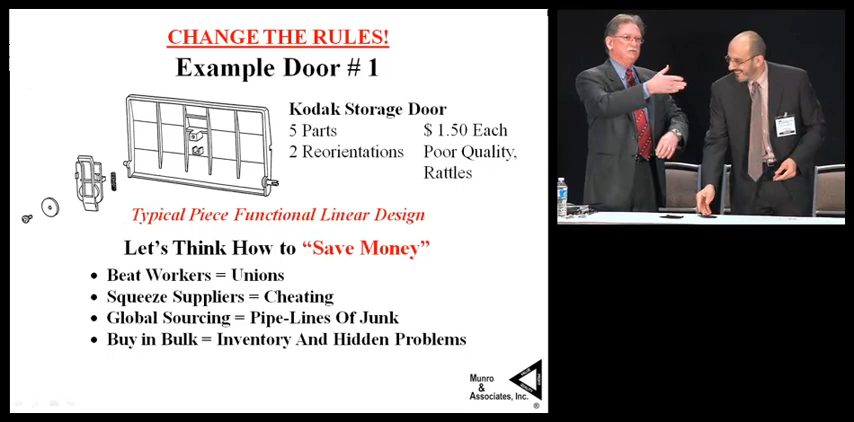 CHANGE THE RULES!
Example Door # 1
Kodak Storage Door
5 Parts $ 1.50 Each
2 Reorientations Poor Quality,
Rattles
Typical Piece Functional Linear Design
Let's Think How to “Save Money”
• Beat Workers = Unions
• Squeeze Suppliers = Cheating
• Global Sourcing = Pipe-Lines Of Junk
• Buy in Bulk = Inventory And Hidden Problems
Munro
&
Associates, Inc.
®